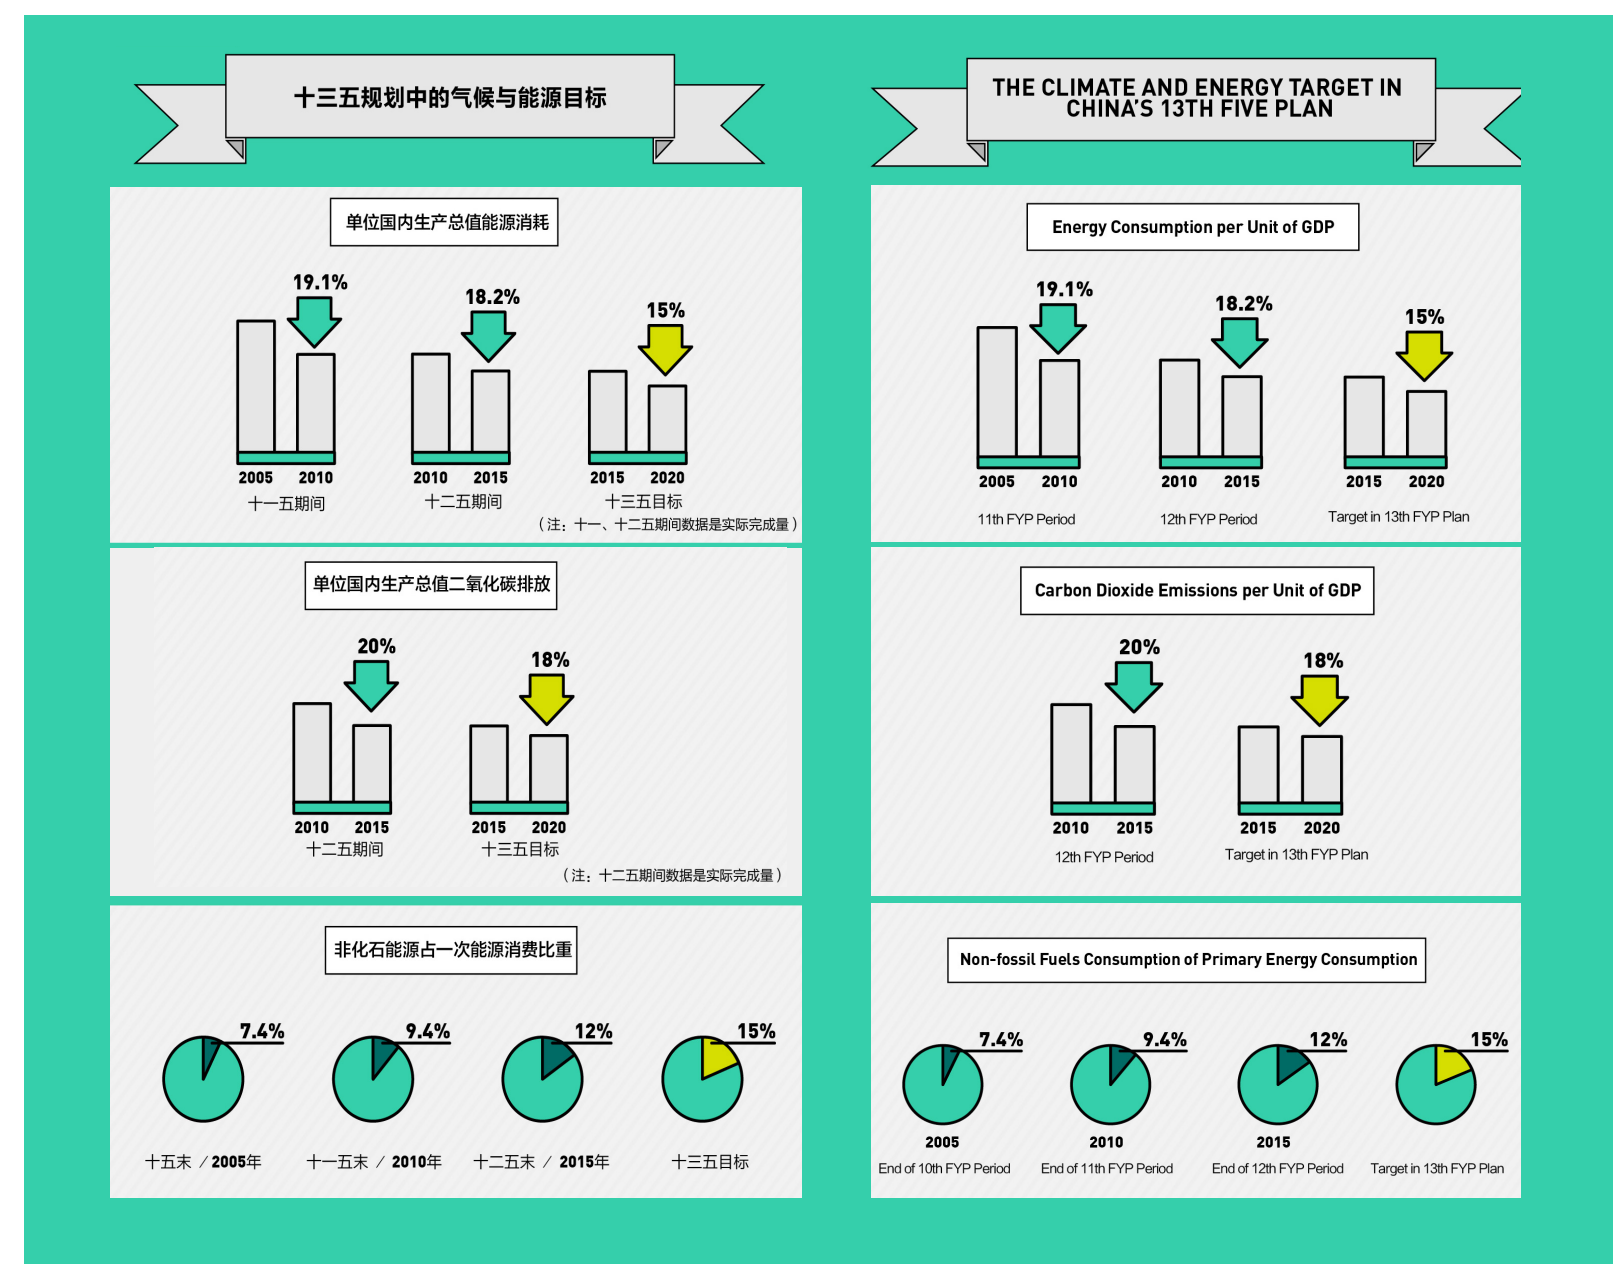 十三五规划中的气候与能源目标
单位国内生产总值能源消耗
19.1%
18.2%
15%
2005 2010 2010 2015 2015 2020
十一五期间 十二五期间 十三五目标
（注：十一、十二五期间数据是实际完成量）
单位国内生产总值二氧化碳排放
20%
18%
2010 2015 2015 2020
十二五期间 十三五目标
（注：十二五期间数据是实际完成量）
非化石能源占一次能源消费比重
7.4% 9.4% 12% 15%
十五末 / 2005年 十一五末 / 2010年 十二五末 / 2015年 十三五目标
THE CLIMATE AND ENERGY TARGET IN
CHINA'S 13TH FIVE PLAN
Energy Consumption per Unit of GDP
19.1%
18.2%
15%
2005 2010 2010 2015 2015 2020
11th FYP Period 12th FYP Period Target in 13th FYP Plan
Carbon Dioxide Emissions per Unit of GDP
20%
18%
2010 2015 2015 2020
12th FYP Period Target in 13th FYP Plan
Non-fossil Fuels Consumption of Primary Energy Consumption
7.4% 9.4% 12% 15%
2005 2010 2015
End of 10th FYP Period End of 11th FYP Period End of 12th FYP Period Target in 13th FYP Plan